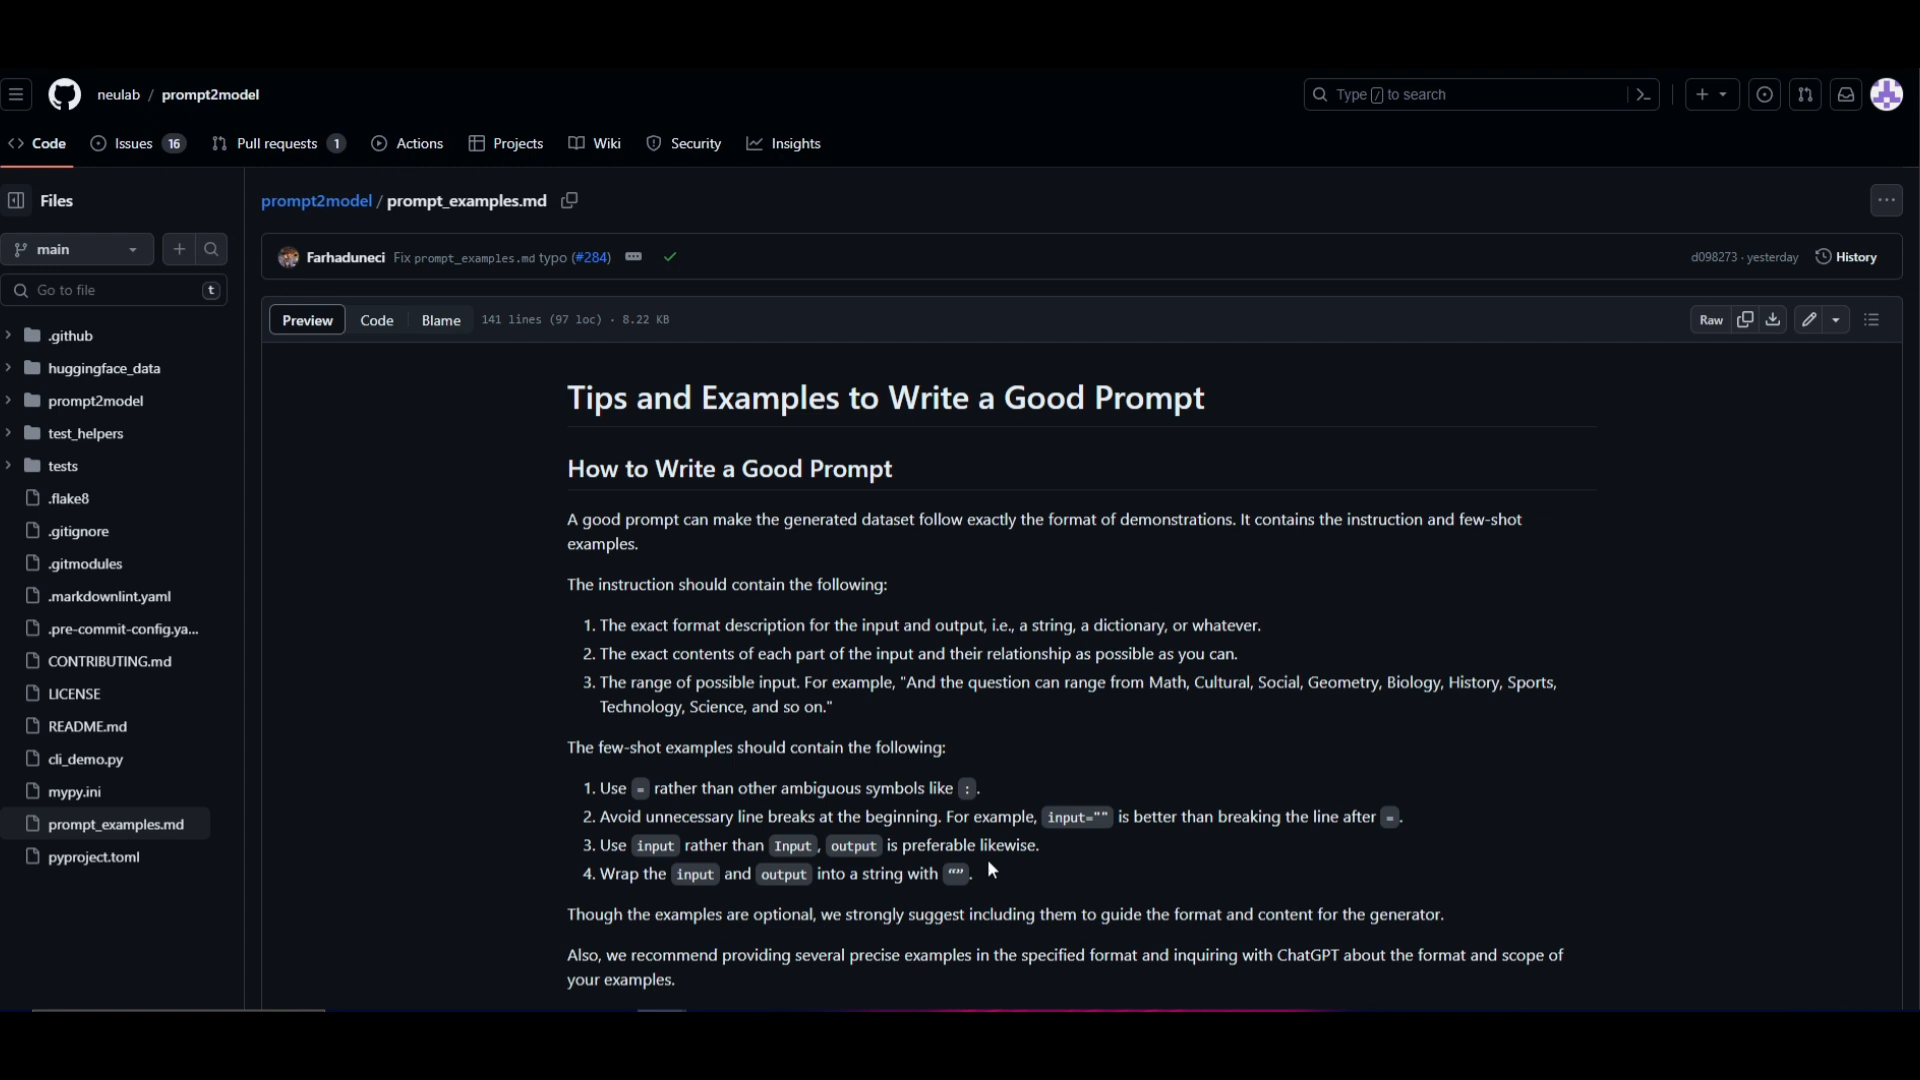 neulab / prompt2model
Type / to search
Code
Issues 16
Pull requests 1
Actions
Projects
Wiki
Security
Insights
Files
prompt2model / prompt_examples.md
main
Farhaduneci Fix prompt_examples.md typo (#284)
d098273 · yesterday
History
Go to file
t
Preview
Code
Blame
141 lines (97 loc) · 8.22 KB
Raw
.github
huggingface_data
prompt2model
test_helpers
tests
.flake8
.gitignore
.gitmodules
.markdownlint.yaml
.pre-commit-config.ya...
CONTRIBUTING.md
LICENSE
README.md
cli_demo.py
mypy.ini
prompt_examples.md
pyproject.toml
Tips and Examples to Write a Good Prompt
How to Write a Good Prompt
A good prompt can make the generated dataset follow exactly the format of demonstrations. It contains the instruction and few-shot
examples.
The instruction should contain the following:
1. The exact format description for the input and output, i.e., a string, a dictionary, or whatever.
2. The exact contents of each part of the input and their relationship as possible as you can.
3. The range of possible input. For example, "And the question can range from Math, Cultural, Social, Geometry, Biology, History, Sports,
Technology, Science, and so on."
The few-shot examples should contain the following:
1. Use = rather than other ambiguous symbols like : .
2. Avoid unnecessary line breaks at the beginning. For example, input="" is better than breaking the line after = .
3. Use input rather than Input , output is preferable likewise.
4. Wrap the input and output into a string with “” .
Though the examples are optional, we strongly suggest including them to guide the format and content for the generator.
Also, we recommend providing several precise examples in the specified format and inquiring with ChatGPT about the format and scope of
your examples.